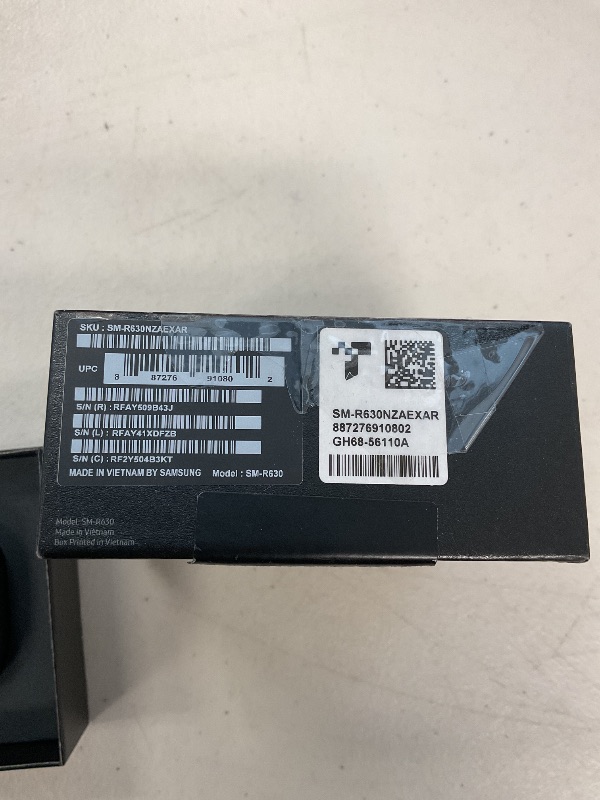 SKU : SM-R630NZAEXAR
UPC
8 87276 91080 2
S/N (R) : RFAY509B43J
S/N (L) : RFAY41XDFZB
S/N (C) : RF2Y504B3KT
MADE IN VIETNAM BY SAMSUNG Model : SM-R630
SM-R630NZAEXAR
887276910802
GH68-56110A
Model: SM-R630
Made in Vietnam
Box Printed in Vietnam